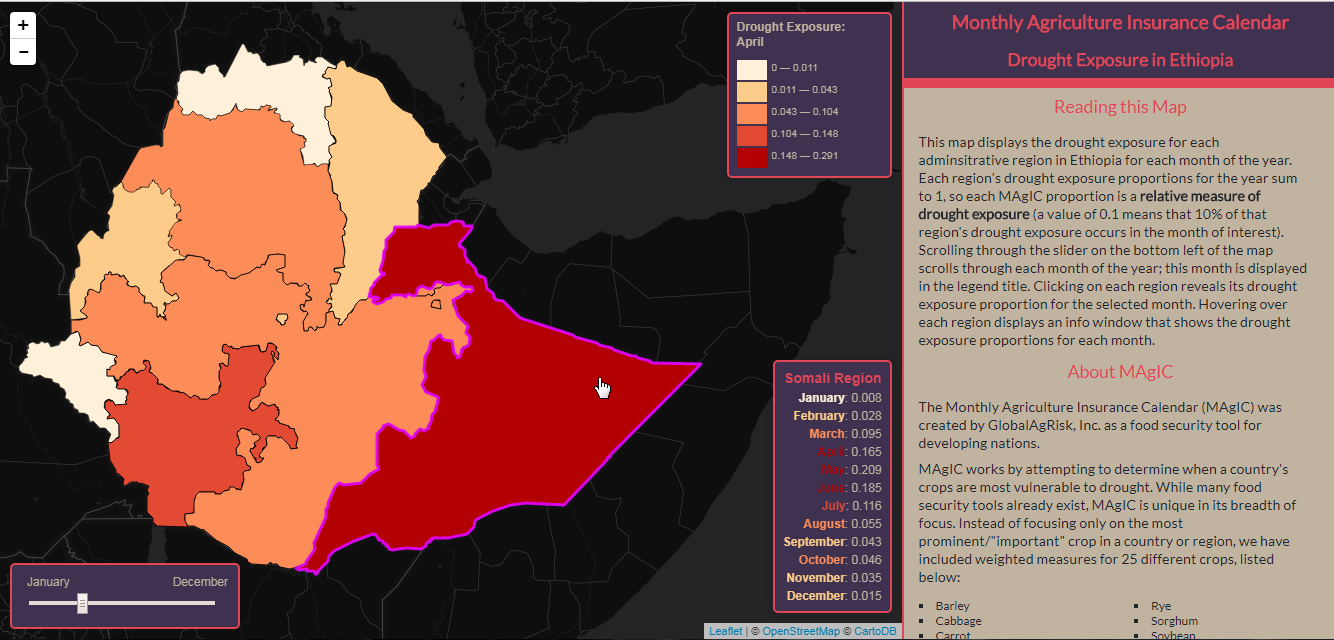 +
−
Drought Exposure:
April
0 — 0.011
0.011 — 0.043
0.043 — 0.104
0.104 — 0.148
0.148 — 0.291
Somali Region
January: 0.008
February: 0.028
March: 0.095
April: 0.165
May: 0.209
June: 0.185
July: 0.116
August: 0.055
September: 0.043
October: 0.046
November: 0.035
December: 0.015
January December
Leaflet | © OpenStreetMap © CartoDB
Monthly Agriculture Insurance Calendar
Drought Exposure in Ethiopia
Reading this Map
This map displays the drought exposure for each
adminsitrative region in Ethiopia for each month of the year.
Each region's drought exposure proportions for the year sum
to 1, so each MAgIC proportion is a relative measure of
drought exposure (a value of 0.1 means that 10% of that
region's drought exposure occurs in the month of interest).
Scrolling through the slider on the bottom left of the map
scrolls through each month of the year; this month is displayed
in the legend title. Clicking on each region reveals its drought
exposure proportion for the selected month. Hovering over
each region displays an info window that shows the drought
exposure proportions for each month.
About MAgIC
The Monthly Agriculture Insurance Calendar (MAgIC) was
created by GlobalAgRisk, Inc. as a food security tool for
developing nations.
MAgIC works by attempting to determine when a country's
crops are most vulnerable to drought. While many food
security tools already exist, MAgIC is unique in its breadth of
focus. Instead of focusing only on the most
prominent/"important" crop in a country or region, we have
included weighted measures for 25 different crops, listed
below:
▪ Barley
▪ Cabbage
▪ Carrot
▪ Rye
▪ Sorghum
▪ Soybean